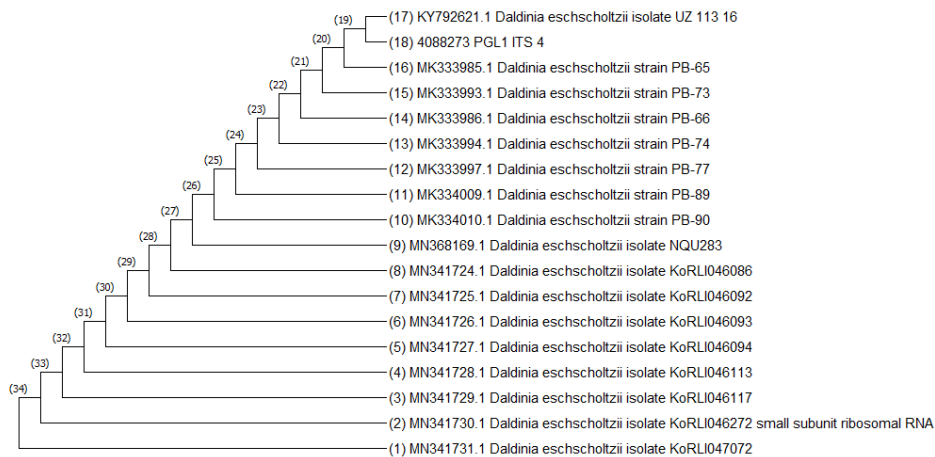 (17) KY792621.1 Daldinia eschscholtzii isolate UZ 113 16
(19)
(18) 4088273 PGL1 ITS 4
(20)
(16) MK333985.1 Daldinia eschscholtzii strain PB-65
(21)
(15) MK333993.1 Daldinia eschscholtzii strain PB-73
(22)
(14) MK333986.1 Daldinia eschscholtzii strain PB-66
(23)
(13) MK333994.1 Daldinia eschscholtzii strain PB-74
(24)
(12) MK333997.1 Daldinia eschscholtzii strain PB-77
(25)
(11) MK334009.1 Daldinia eschscholtzii strain PB-89
(26)
(10) MK334010.1 Daldinia eschscholtzii strain PB-90
(27)
(9) MN368169.1 Daldinia eschscholtzii isolate NQU283
(28)
(8) MN341724.1 Daldinia eschscholtzii isolate KoRLI046086
(29)
(7) MN341725.1 Daldinia eschscholtzii isolate KoRLI046092
(30)
(6) MN341726.1 Daldinia eschscholtzii isolate KoRLI046093
(31)
(5) MN341727.1 Daldinia eschscholtzii isolate KoRLI046094
(32)
(4) MN341728.1 Daldinia eschscholtzii isolate KoRLI046113
(33)
(3) MN341729.1 Daldinia eschscholtzii isolate KoRLI046117
(34)
(2) MN341730.1 Daldinia eschscholtzii isolate KoRLI046272 small subunit ribosomal RNA
(1) MN341731.1 Daldinia eschscholtzii isolate KoRLI047072